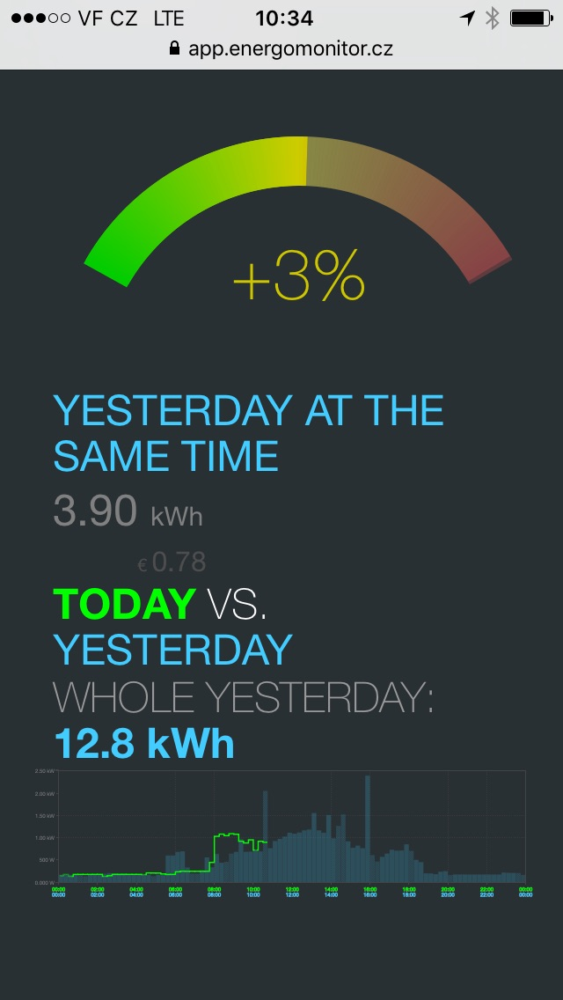 VF CZ LTE 10:34
app.energomonitor.cz
+3%
YESTERDAY AT THE
SAME TIME
3.90 kWh
€ 0.78
TODAY VS.
YESTERDAY
WHOLE YESTERDAY:
12.8 kWh
2.50 kW
2.00 kW
1.50 kW
1.00 kW
500 W
0.000 W
00:00 02:00 04:00 06:00 08:00 10:00 12:00 14:00 16:00 18:00 20:00 22:00 00:00
00:00 02:00 04:00 06:00 08:00 10:00 12:00 14:00 16:00 18:00 20:00 22:00 00:00